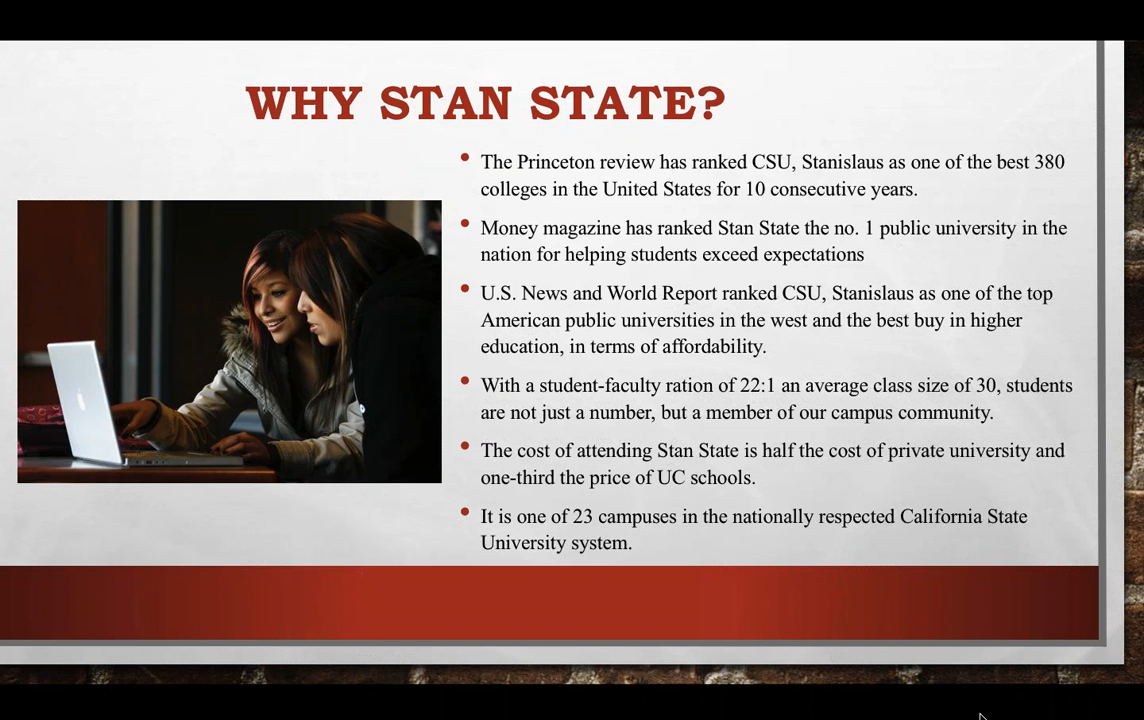 WHY STAN STATE?
• The Princeton review has ranked CSU, Stanislaus as one of the best 380
colleges in the United States for 10 consecutive years.
• Money magazine has ranked Stan State the no. 1 public university in the
nation for helping students exceed expectations
• U.S. News and World Report ranked CSU, Stanislaus as one of the top
American public universities in the west and the best buy in higher
education, in terms of affordability.
• With a student-faculty ration of 22:1 an average class size of 30, students
are not just a number, but a member of our campus community.
• The cost of attending Stan State is half the cost of private university and
one-third the price of UC schools.
• It is one of 23 campuses in the nationally respected California State
University system.